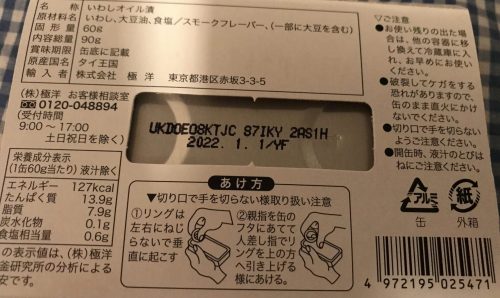 名 称 いわしオイル漬
原材料名 いわし、大豆油、食塩／スモークフレーバー、(一部に大豆を含む)
固形量 60g
内容総量 90g
賞味期限 缶底に記載
原産国名 タイ王国
輸入者 株式会社 極洋 東京都港区赤坂3-3-5
(株)極洋 お客様相談室
0120-048894
(受付時間
9:00～17:00
土日祝日を除く)
栄養成分表示
(1缶60g当たり) 液汁除く
エネルギー 127kcal
たんぱく質 13.9g
脂質 7.9g
炭水化物 0.1g
食塩相当量 0.6g
の表示値は、(株)極洋
研究所の分析による
UKDOEO8KTJC 87IKY 2AS1H
2022. 1. 1/YF
あけ方
▼切り口で手を切らない様取り扱い注意
①リングは
左右にねじ
らないで垂
直に起こす
②親指を缶の
フタにあてて
人差し指でリ
ングを上の方
へ引き上げる
様にあける。
▽ご注意
●お使い残りの出た場
合は、他の容器に移
し換えて冷蔵庫に入
れ、お早めにお使い
ください。
●破裂してケガをする
恐れがありますので、
缶のまま直火にかけ
ないでください。
●切り口で手を切らない
ようご注意ください。
●開缶時、液汁のとびは
ねにご注意ください。
アルミ
缶
紙
外箱
4 972195 025471